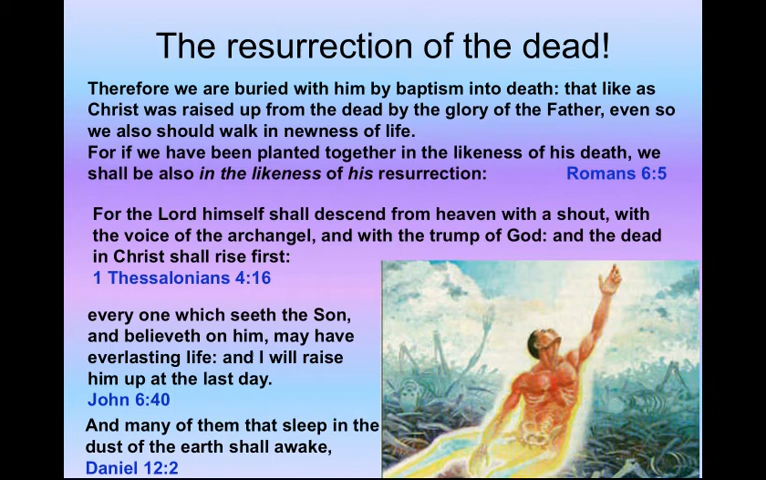 The resurrection of the dead!
Therefore we are buried with him by baptism into death: that like as
Christ was raised up from the dead by the glory of the Father, even so
we also should walk in newness of life.
For if we have been planted together in the likeness of his death, we
shall be also in the likeness of his resurrection: Romans 6:5
For the Lord himself shall descend from heaven with a shout, with
the voice of the archangel, and with the trump of God: and the dead
in Christ shall rise first:
1 Thessalonians 4:16
every one which seeth the Son,
and believeth on him, may have
everlasting life: and I will raise
him up at the last day.
John 6:40
And many of them that sleep in the
dust of the earth shall awake,
Daniel 12:2